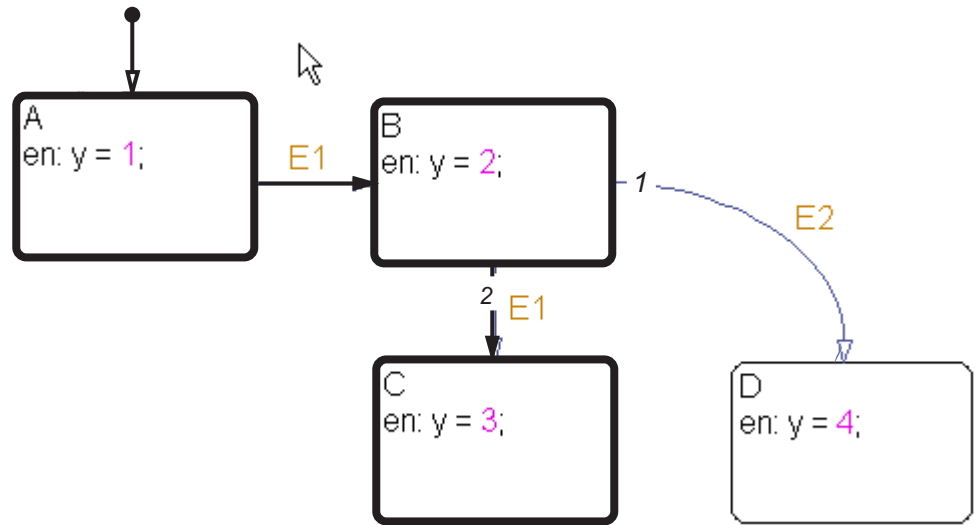 A
en: y = 1;
E1
B
en: y = 2;
1
E2
2
E1
C
en: y = 3;
D
en: y = 4;